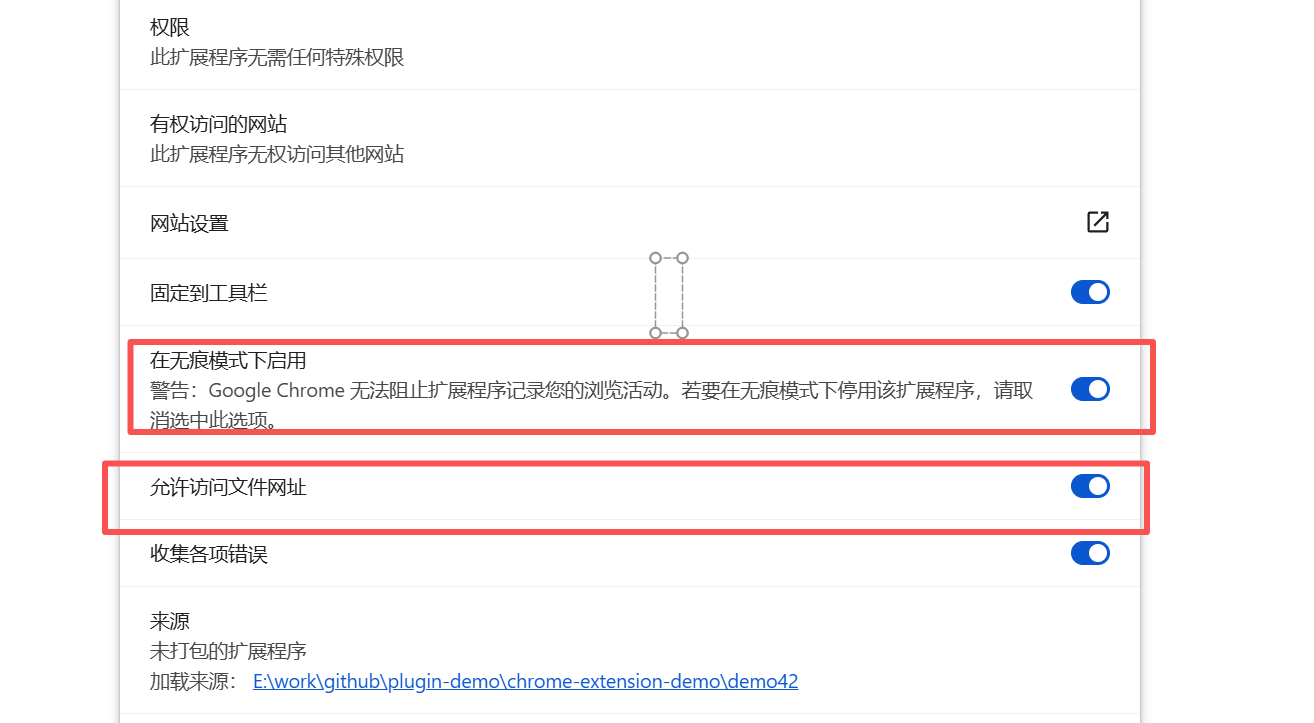 权限
此扩展程序无需任何特殊权限
有权访问的网站
此扩展程序无权访问其他网站
网站设置
固定到工具栏
在无痕模式下启用
警告：Google Chrome 无法阻止扩展程序记录您的浏览活动。若要在无痕模式下停用该扩展程序，请取
消选中此选项。
允许访问文件网址
收集各项错误
来源
未打包的扩展程序
加载来源： E:\work\github\plugin-demo\chrome-extension-demo\demo42